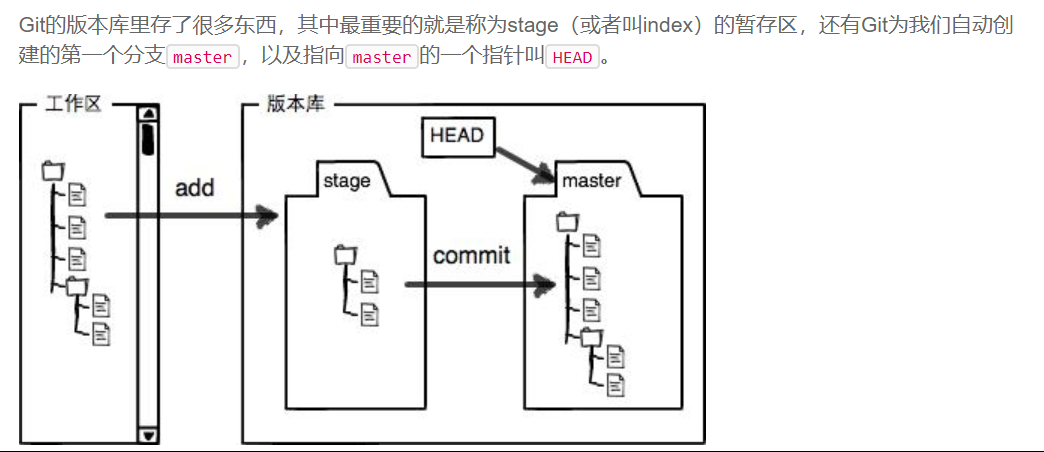 Git的版本库里存了很多东西，其中最重要的就是称为stage（或者叫index）的暂存区，还有Git为我们自动创
建的第一个分支master，以及指向master的一个指针叫HEAD。
工作区
版本库
HEAD
add
stage
master
commit